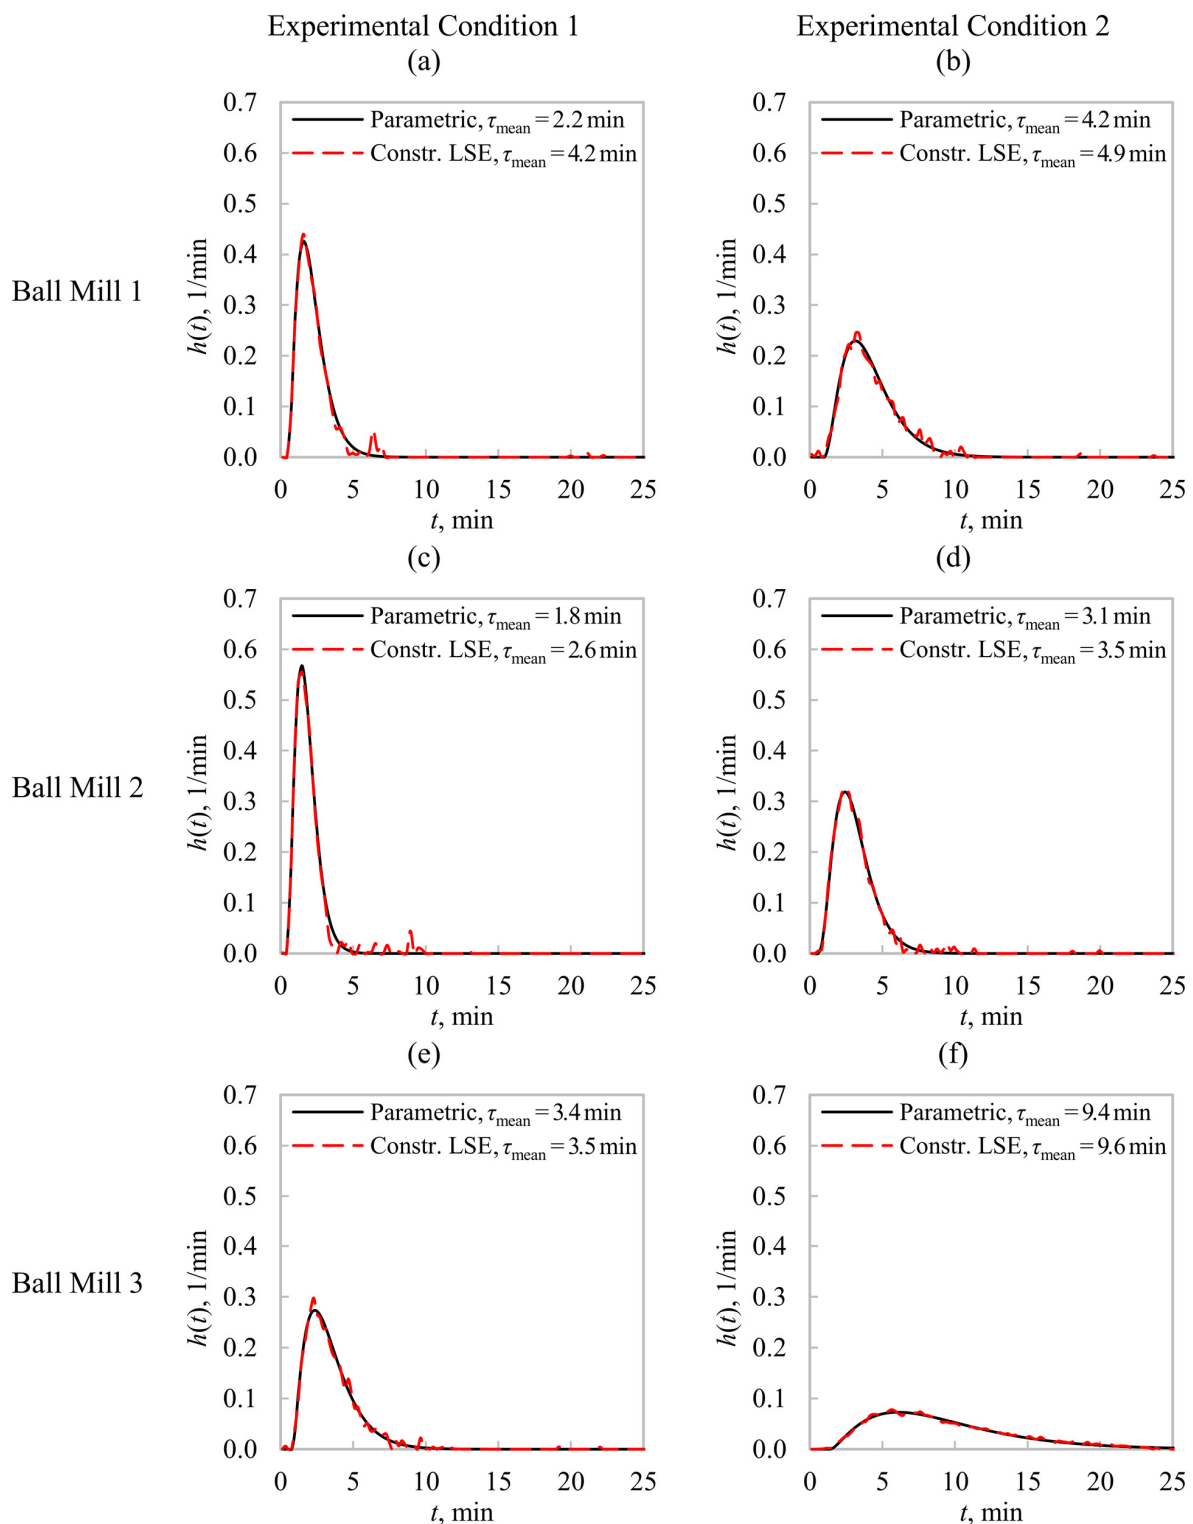 Experimental Condition 1
Experimental Condition 2
(a)
(b)
Ball Mill 1
0.7
0.6
0.5
0.4
0.3
0.2
0.1
0.0
h(t), 1/min
Parametric, τmean = 2.2 min
Constr. LSE, τmean = 4.2 min
0 5 10 15 20 25
t, min
0.7
0.6
0.5
0.4
0.3
0.2
0.1
0.0
h(t), 1/min
Parametric, τmean = 4.2 min
Constr. LSE, τmean = 4.9 min
0 5 10 15 20 25
t, min
(c)
(d)
Ball Mill 2
0.7
0.6
0.5
0.4
0.3
0.2
0.1
0.0
h(t), 1/min
Parametric, τmean = 1.8 min
Constr. LSE, τmean = 2.6 min
0 5 10 15 20 25
t, min
0.7
0.6
0.5
0.4
0.3
0.2
0.1
0.0
h(t), 1/min
Parametric, τmean = 3.1 min
Constr. LSE, τmean = 3.5 min
0 5 10 15 20 25
t, min
(e)
(f)
Ball Mill 3
0.7
0.6
0.5
0.4
0.3
0.2
0.1
0.0
h(t), 1/min
Parametric, τmean = 3.4 min
Constr. LSE, τmean = 3.5 min
0 5 10 15 20 25
t, min
0.7
0.6
0.5
0.4
0.3
0.2
0.1
0.0
h(t), 1/min
Parametric, τmean = 9.4 min
Constr. LSE, τmean = 9.6 min
0 5 10 15 20 25
t, min